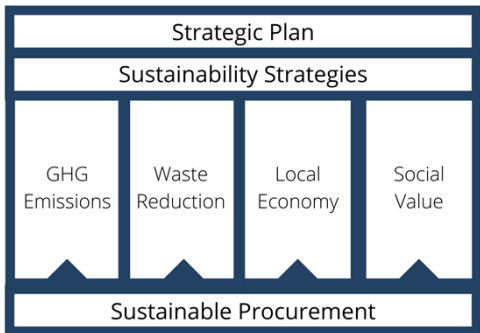 Strategic Plan
Sustainability Strategies
GHG
Emissions
Waste
Reduction
Local
Economy
Social
Value
Sustainable Procurement